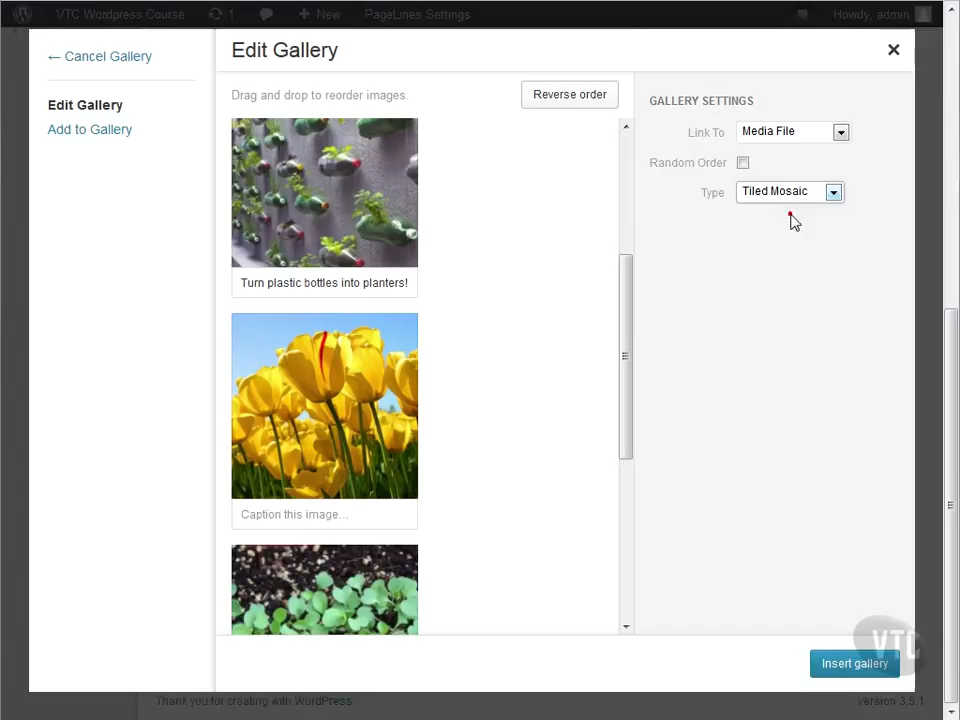 VTC Wordpress Course 1 New PageLines Settings Howdy, admin
← Cancel Gallery
Edit Gallery
Add to Gallery
Edit Gallery
Drag and drop to reorder images.
Reverse order
Turn plastic bottles into planters!
Caption this image…
GALLERY SETTINGS
Link To Media File
Random Order
Type Tiled Mosaic
VTC
Insert gallery
Thank you for creating with WordPress. Version 3.5.1